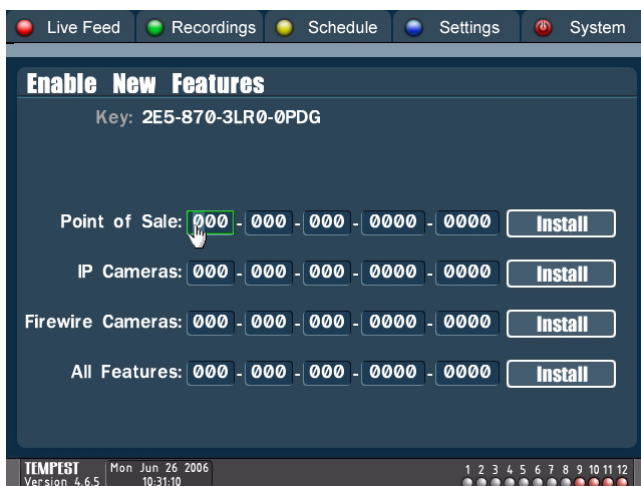 Live Feed Recordings Schedule Settings System
Enable New Features
Key: 2E5-870-3LR0-0PDG
Point of Sale: 000 - 000 - 000 - 0000 - 0000 Install
IP Cameras: 000 - 000 - 000 - 0000 - 0000 Install
Firewire Cameras: 000 - 000 - 000 - 0000 - 0000 Install
All Features: 000 - 000 - 000 - 0000 - 0000 Install
TEMPEST Mon Jun 26 2006 1 2 3 4 5 6 7 8 9 10 11 12
Version 4.6.5 10:31:10